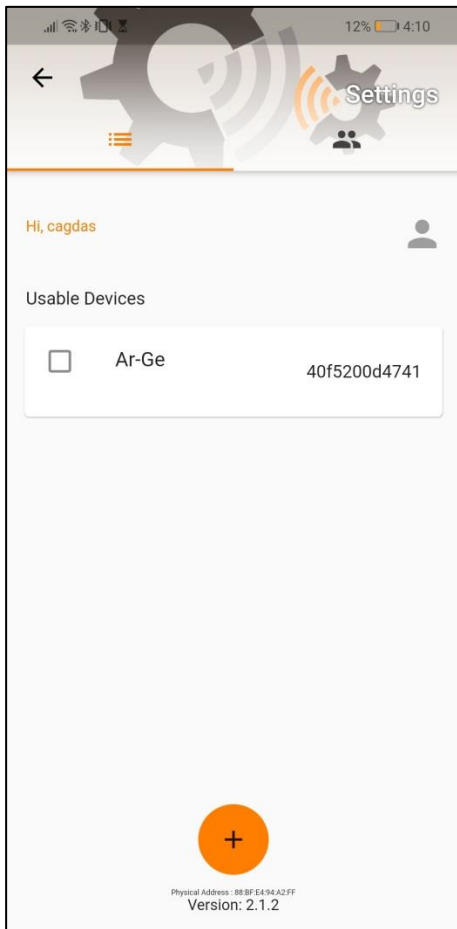 12% 4:10
Settings
Hi, cagdas
Usable Devices
Ar-Ge
40f5200d4741
+
Physical Address : 88:BF:E4:94:A2:FF
Version: 2.1.2